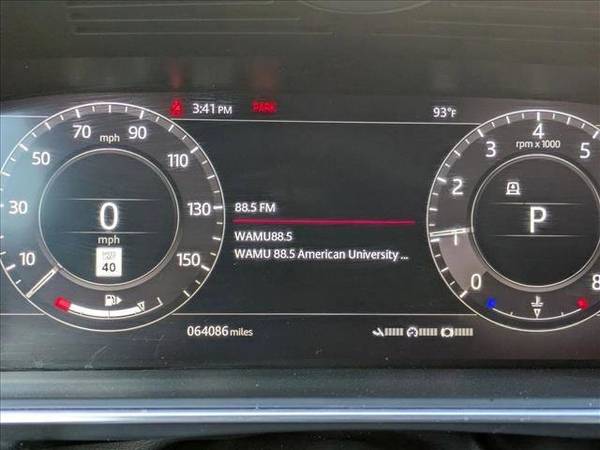 3:41 PM PARK 93°F
70 90
mph
50 110
30 130
0
mph
SPEED LIMIT 40
10 150
88.5 FM
WAMU88.5
WAMU 88.5 American University ...
4
rpm x 1000
3 5
2
P
1
0 8
064086 miles